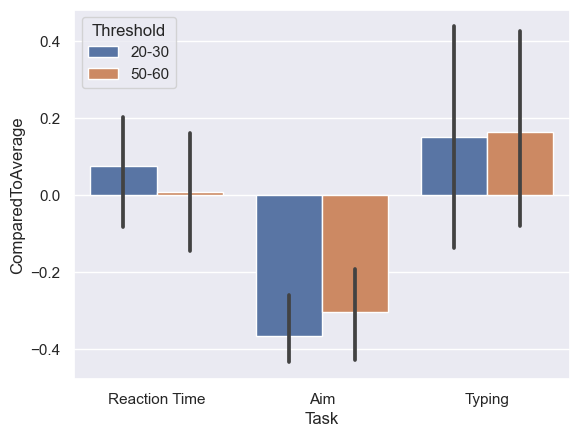 Threshold
20-30
50-60
ComparedToAverage
0.4
0.2
0.0
−0.2
−0.4
Reaction Time
Aim
Typing
Task